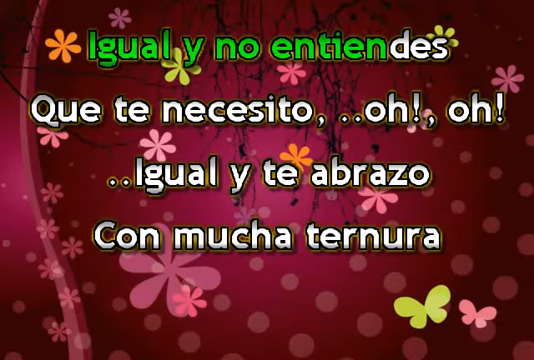 Igual y no entiendes
Que te necesito, ..oh!, oh!
..Igual y te abrazo
Con mucha ternura